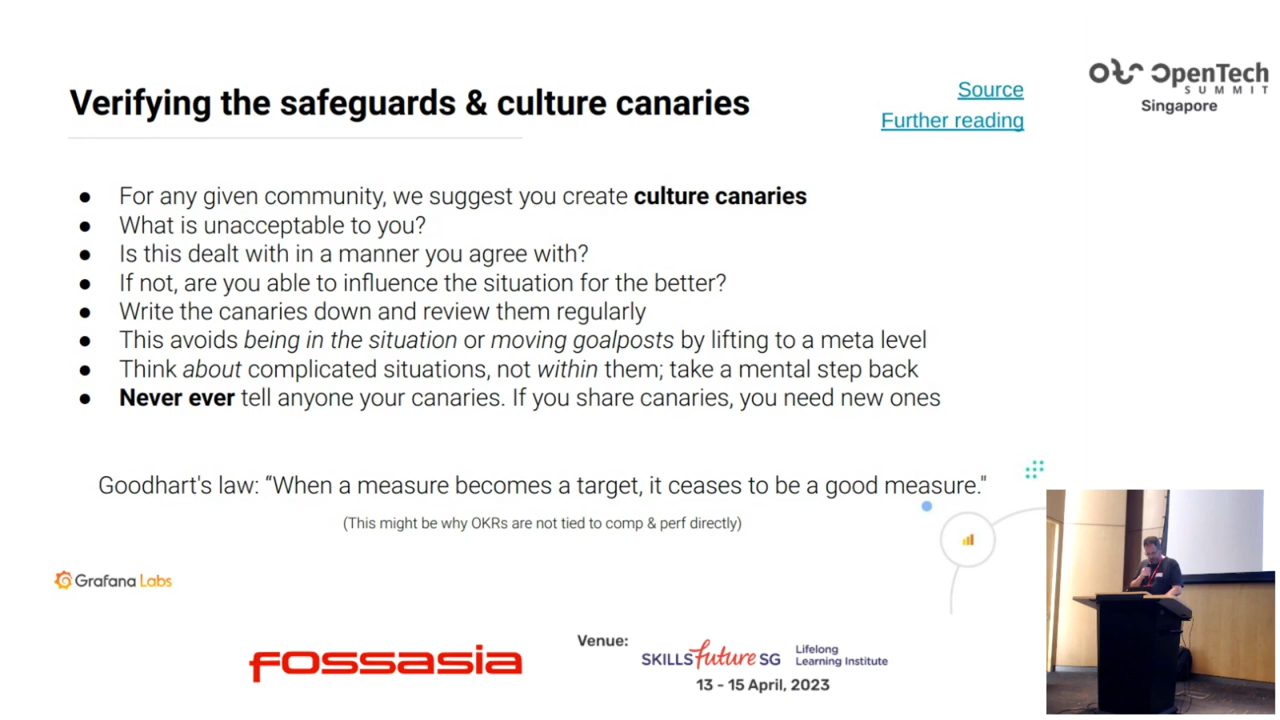 Verifying the safeguards & culture canaries
Source
Further reading
OpenTech
SUMMIT
Singapore
● For any given community, we suggest you create culture canaries
● What is unacceptable to you?
● Is this dealt with in a manner you agree with?
● If not, are you able to influence the situation for the better?
● Write the canaries down and review them regularly
● This avoids being in the situation or moving goalposts by lifting to a meta level
● Think about complicated situations, not within them; take a mental step back
● Never ever tell anyone your canaries. If you share canaries, you need new ones
Goodhart's law: “When a measure becomes a target, it ceases to be a good measure."
(This might be why OKRs are not tied to comp & perf directly)
Grafana Labs
fossasia
Venue:
SKILLSfuture SG
Lifelong
Learning Institute
13 - 15 April, 2023